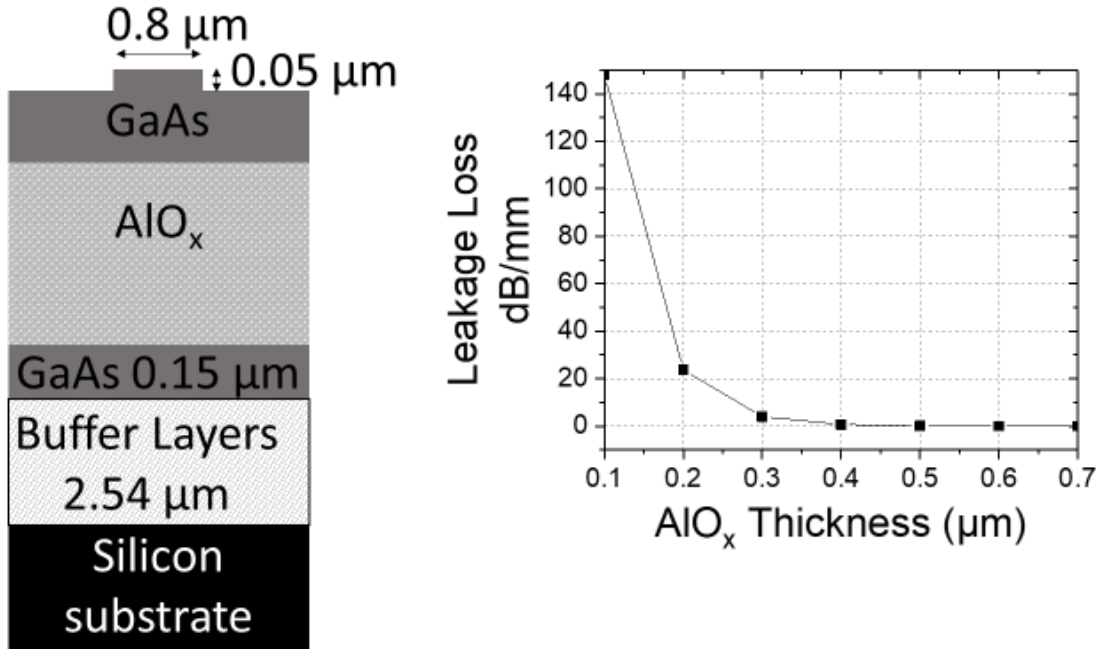 0.8 µm
0.05 µm
GaAs
AlOₓ
GaAs 0.15 µm
Buffer Layers
2.54 µm
Silicon
substrate
Leakage Loss
dB/mm
140
120
100
80
60
40
20
0
0.1 0.2 0.3 0.4 0.5 0.6 0.7
AlOₓ Thickness (µm)